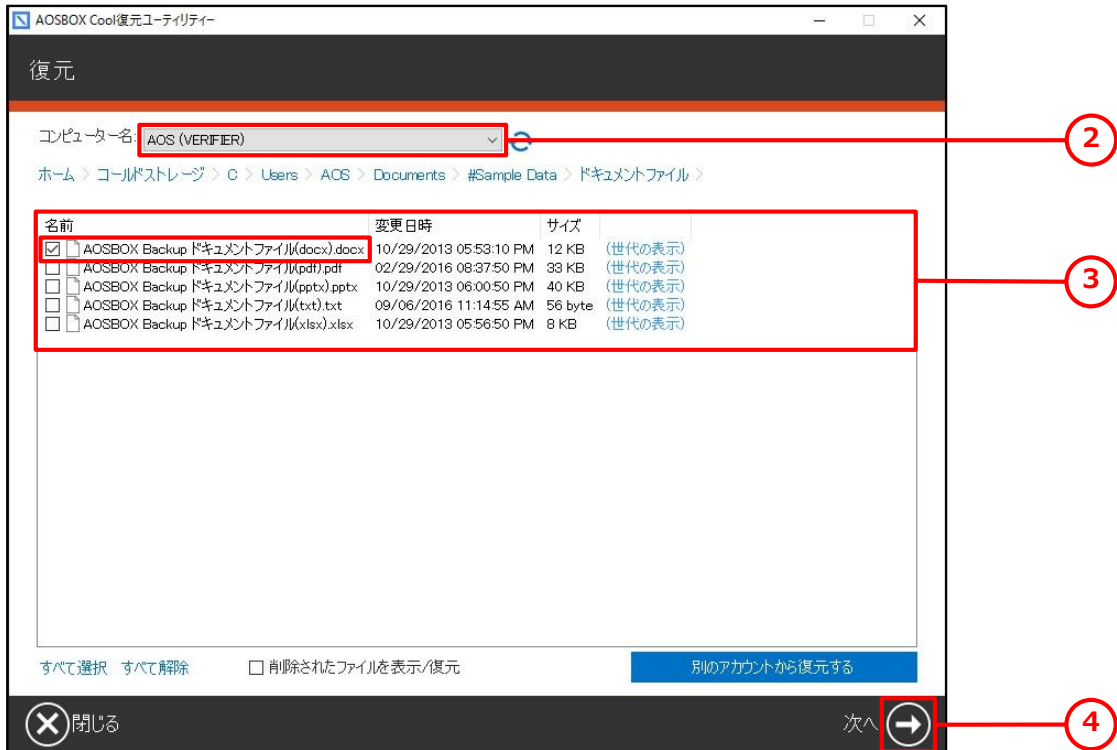 AOSBOX Cool復元ユーティリティー
復元
コンピューター名: AOS (VERIFIER)
②
ホーム > コールドストレージ > C > Users > AOS > Documents > #Sample Data > ドキュメントファイル >
名前 変更日時 サイズ
AOSBOX Backup ドキュメントファイル(docx).docx 10/29/2013 05:53:10 PM 12 KB (世代の表示)
AOSBOX Backup ドキュメントファイル(pdf).pdf 02/29/2016 08:37:50 PM 33 KB (世代の表示)
③
AOSBOX Backup ドキュメントファイル(pptx).pptx 10/29/2013 06:00:50 PM 40 KB (世代の表示)
AOSBOX Backup ドキュメントファイル(txt).txt 09/06/2016 11:14:55 AM 56 byte (世代の表示)
AOSBOX Backup ドキュメントファイル(xlsx).xlsx 10/29/2013 05:56:50 PM 8 KB (世代の表示)
すべて選択 すべて解除 削除されたファイルを表示/復元 別のアカウントから復元する
閉じる 次へ
④